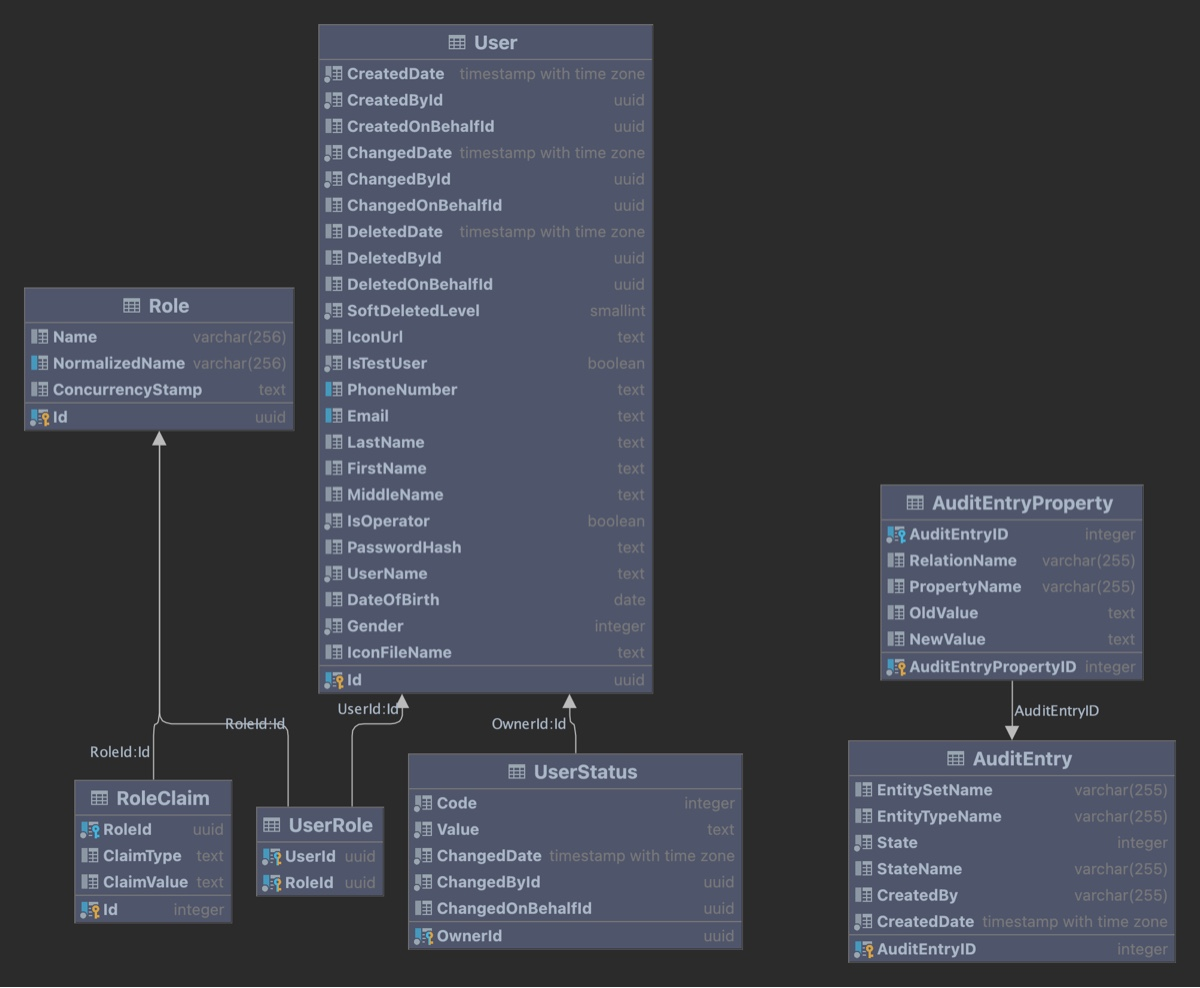 User
CreatedDate timestamp with time zone
CreatedById uuid
CreatedOnBehalfId uuid
ChangedDate timestamp with time zone
ChangedById uuid
ChangedOnBehalfId uuid
DeletedDate timestamp with time zone
DeletedById uuid
DeletedOnBehalfId uuid
SoftDeletedLevel smallint
IconUrl text
IsTestUser boolean
PhoneNumber text
Email text
LastName text
FirstName text
MiddleName text
IsOperator boolean
PasswordHash text
UserName text
DateOfBirth date
Gender integer
IconFileName text
Id uuid
Role
Name varchar(256)
NormalizedName varchar(256)
ConcurrencyStamp text
Id uuid
AuditEntryProperty
AuditEntryID integer
RelationName varchar(255)
PropertyName varchar(255)
OldValue text
NewValue text
AuditEntryPropertyID integer
UserId:Id
RoleId:Id
OwnerId:Id
AuditEntryID
RoleId:Id
RoleClaim
RoleId uuid
ClaimType text
ClaimValue text
Id integer
UserRole
UserId uuid
RoleId uuid
UserStatus
Code integer
Value text
ChangedDate timestamp with time zone
ChangedById uuid
ChangedOnBehalfId uuid
OwnerId uuid
AuditEntry
EntitySetName varchar(255)
EntityTypeName varchar(255)
State integer
StateName varchar(255)
CreatedBy varchar(255)
CreatedDate timestamp with time zone
AuditEntryID integer